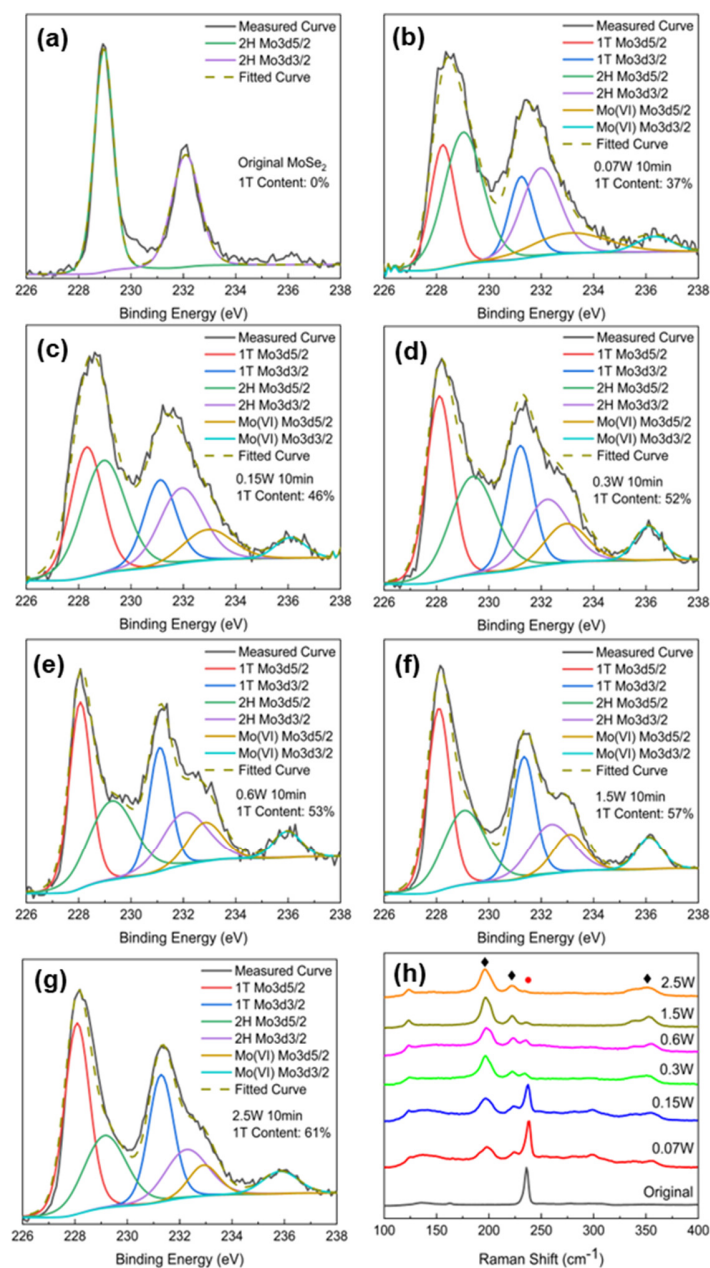 (a)
Measured Curve
2H Mo3d5/2
2H Mo3d3/2
Fitted Curve
Original MoSe2
1T Content: 0%
226 228 230 232 234 236 238
Binding Energy (eV)
(b)
Measured Curve
1T Mo3d5/2
1T Mo3d3/2
2H Mo3d5/2
2H Mo3d3/2
Mo(VI) Mo3d5/2
Mo(VI) Mo3d3/2
Fitted Curve
0.07W 10min
1T Content: 37%
226 228 230 232 234 236 238
Binding Energy (eV)
(c)
Measured Curve
1T Mo3d5/2
1T Mo3d3/2
2H Mo3d5/2
2H Mo3d3/2
Mo(VI) Mo3d5/2
Mo(VI) Mo3d3/2
Fitted Curve
0.15W 10min
1T Content: 46%
226 228 230 232 234 236 238
Binding Energy (eV)
(d)
Measured Curve
1T Mo3d5/2
1T Mo3d3/2
2H Mo3d5/2
2H Mo3d3/2
Mo(VI) Mo3d5/2
Mo(VI) Mo3d3/2
Fitted Curve
0.3W 10min
1T Content: 52%
226 228 230 232 234 236 238
Binding Energy (eV)
(e)
Measured Curve
1T Mo3d5/2
1T Mo3d3/2
2H Mo3d5/2
2H Mo3d3/2
Mo(VI) Mo3d5/2
Mo(VI) Mo3d3/2
Fitted Curve
0.6W 10min
1T Content: 53%
226 228 230 232 234 236 238
Binding Energy (eV)
(f)
Measured Curve
1T Mo3d5/2
1T Mo3d3/2
2H Mo3d5/2
2H Mo3d3/2
Mo(VI) Mo3d5/2
Mo(VI) Mo3d3/2
Fitted Curve
1.5W 10min
1T Content: 57%
226 228 230 232 234 236 238
Binding Energy (eV)
(g)
Measured Curve
1T Mo3d5/2
1T Mo3d3/2
2H Mo3d5/2
2H Mo3d3/2
Mo(VI) Mo3d5/2
Mo(VI) Mo3d3/2
Fitted Curve
2.5W 10min
1T Content: 61%
226 228 230 232 234 236 238
Binding Energy (eV)
(h)
2.5W
1.5W
0.6W
0.3W
0.15W
0.07W
Original
100 150 200 250 300 350 400
Raman Shift (cm-1)